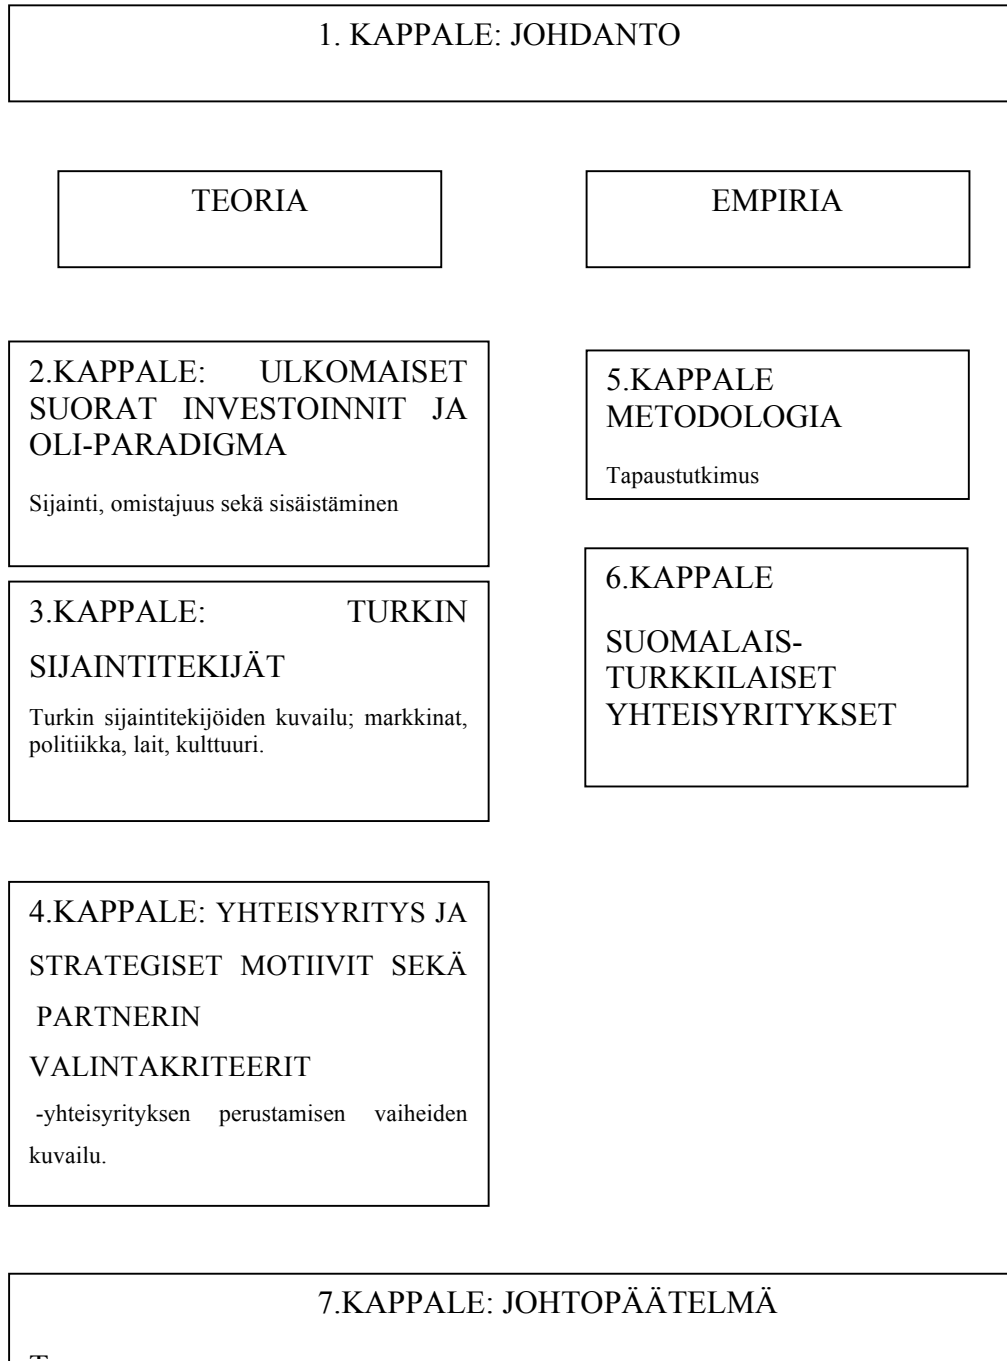 1. KAPPALE: JOHDANTO
TEORIA
EMPIRIA
2.KAPPALE: ULKOMAISET
SUORAT INVESTOINNIT JA
OLI-PARADIGMA
Sijainti, omistajuus sekä sisäistäminen
3.KAPPALE: TURKIN
SIJAINTITEKIJÄT
Turkin sijaintitekijöiden kuvailu; markkinat,
politiikka, lait, kulttuuri.
4.KAPPALE: YHTEISYRITYS JA
STRATEGISET MOTIIVIT SEKÄ
PARTNERIN
VALINTAKRITEERIT
-yhteisyrityksen perustamisen vaiheiden
kuvailu.
5.KAPPALE
METODOLOGIA
Tapaustutkimus
6.KAPPALE
SUOMALAIS-
TURKKILAISET
YHTEISYRITYKSET
7.KAPPALE: JOHTOPÄÄTELMÄ